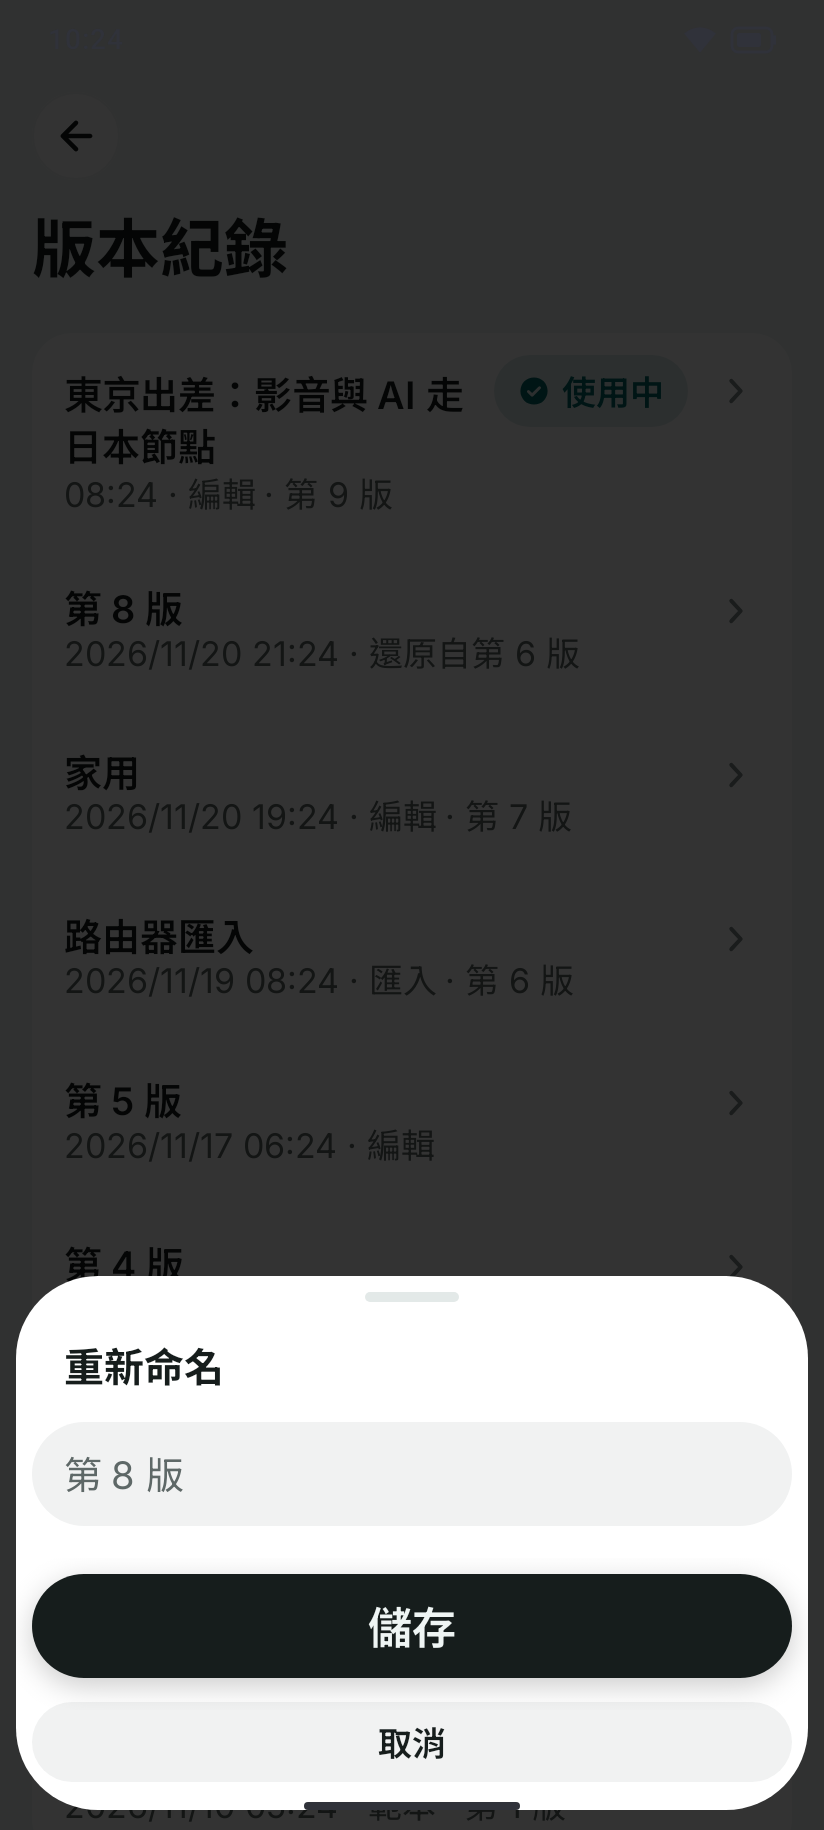 版本紀錄
東京出差：影音與 AI 走
日本節點
使用中
08:24 · 編輯 · 第 9 版
第 8 版
2026/11/20 21:24 · 還原自第 6 版
家用
2026/11/20 19:24 · 編輯 · 第 7 版
路由器匯入
2026/11/19 08:24 · 匯入 · 第 6 版
第 5 版
2026/11/17 06:24 · 編輯
第 4 版
重新命名
第 8 版
儲存
取消